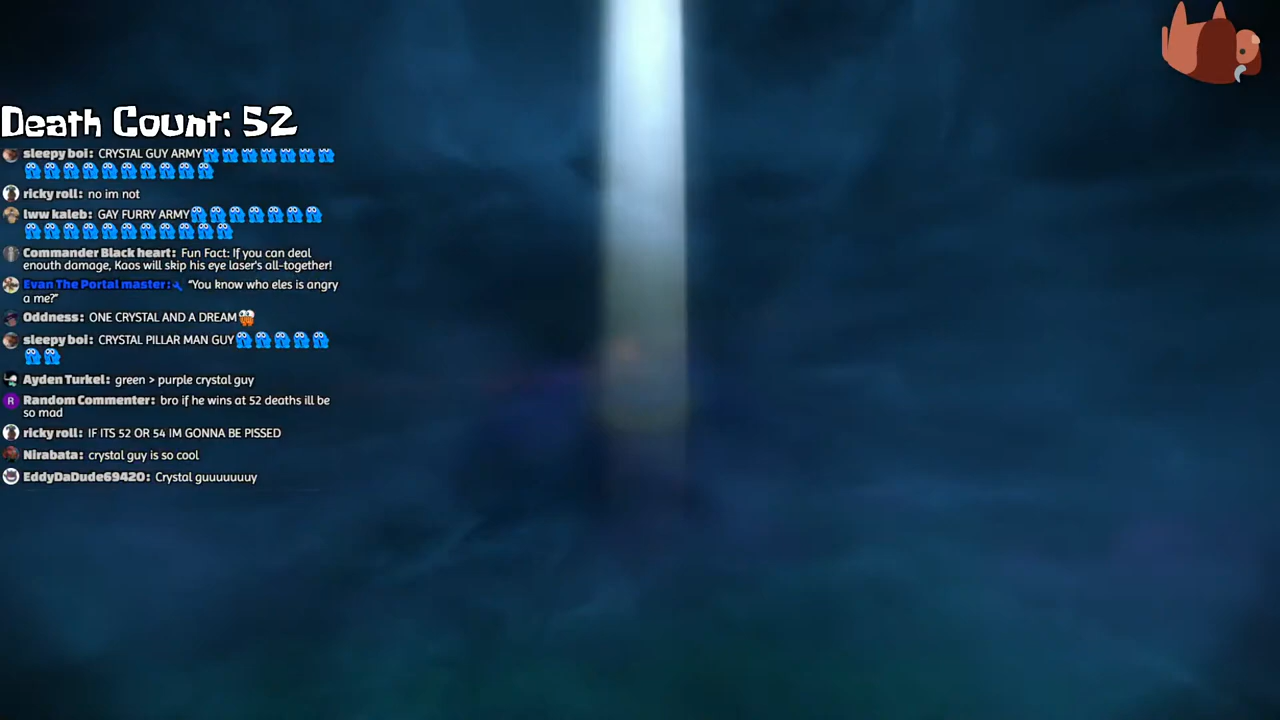 Death Count: 52
sleepy boi: CRYSTAL GUY ARMY
ricky roll: no im not
lww kaleb: GAY FURRY ARMY
Commander Black heart: Fun Fact: If you can deal
enouth damage, Kaos will skip his eye laser's all-together!
Evan The Portal master: "You know who eles is angry
a me?"
Oddness: ONE CRYSTAL AND A DREAM
sleepy boi: CRYSTAL PILLAR MAN GUY
Ayden Turkel: green > purple crystal guy
R Random Commenter: bro if he wins at 52 deaths ill be
so mad
ricky roll: IF ITS 52 OR 54 IM GONNA BE PISSED
Nirabata: crystal guy is so cool
EddyDaDude69420: Crystal guuuuuuuy